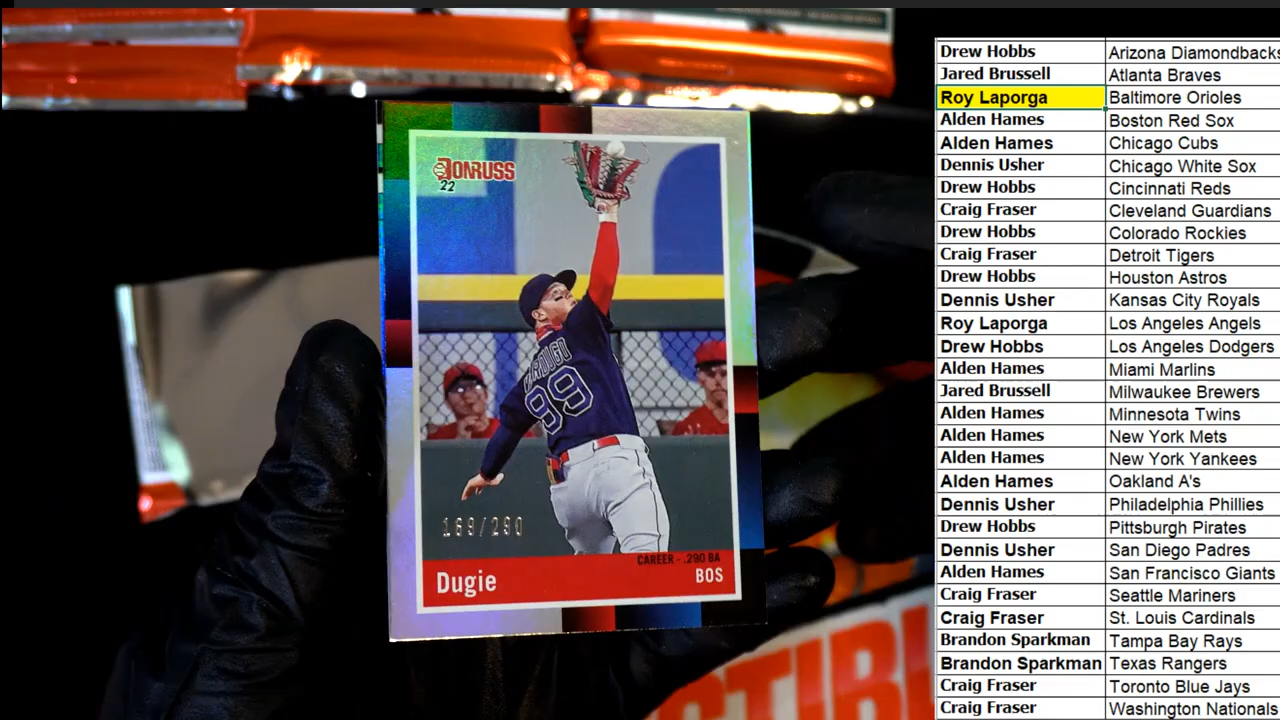 DONRUSS
22
VERDUGO
99
169/290
CAREER - .290 BA
Dugie
BOS
Drew Hobbs Arizona Diamondbacks
Jared Brussell Atlanta Braves
Roy Laporga Baltimore Orioles
Alden Hames Boston Red Sox
Alden Hames Chicago Cubs
Dennis Usher Chicago White Sox
Drew Hobbs Cincinnati Reds
Craig Fraser Cleveland Guardians
Drew Hobbs Colorado Rockies
Craig Fraser Detroit Tigers
Drew Hobbs Houston Astros
Dennis Usher Kansas City Royals
Roy Laporga Los Angeles Angels
Drew Hobbs Los Angeles Dodgers
Alden Hames Miami Marlins
Jared Brussell Milwaukee Brewers
Alden Hames Minnesota Twins
Alden Hames New York Mets
Alden Hames New York Yankees
Alden Hames Oakland A's
Dennis Usher Philadelphia Phillies
Drew Hobbs Pittsburgh Pirates
Dennis Usher San Diego Padres
Alden Hames San Francisco Giants
Craig Fraser Seattle Mariners
Craig Fraser St. Louis Cardinals
Brandon Sparkman Tampa Bay Rays
Brandon Sparkman Texas Rangers
Craig Fraser Toronto Blue Jays
Craig Fraser Washington Nationals